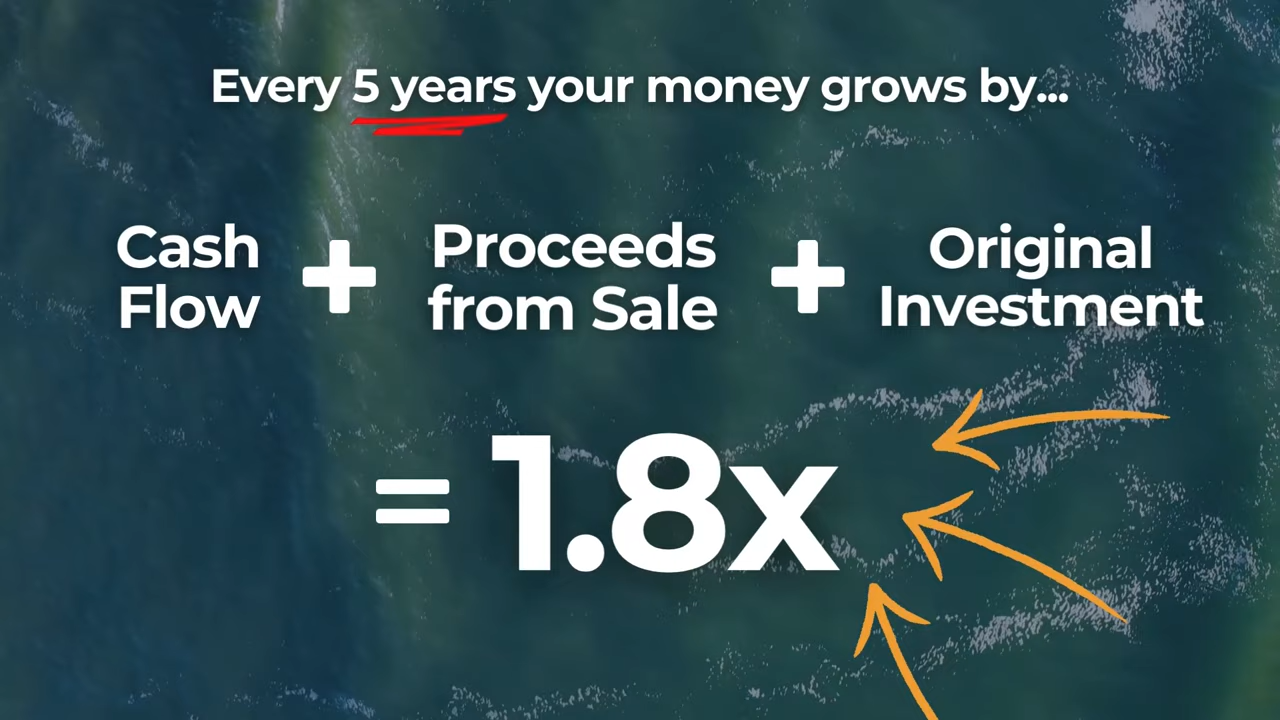 Every 5 years your money grows by...
Cash
Flow
+
Proceeds
from Sale
+
Original
Investment
= 1.8x